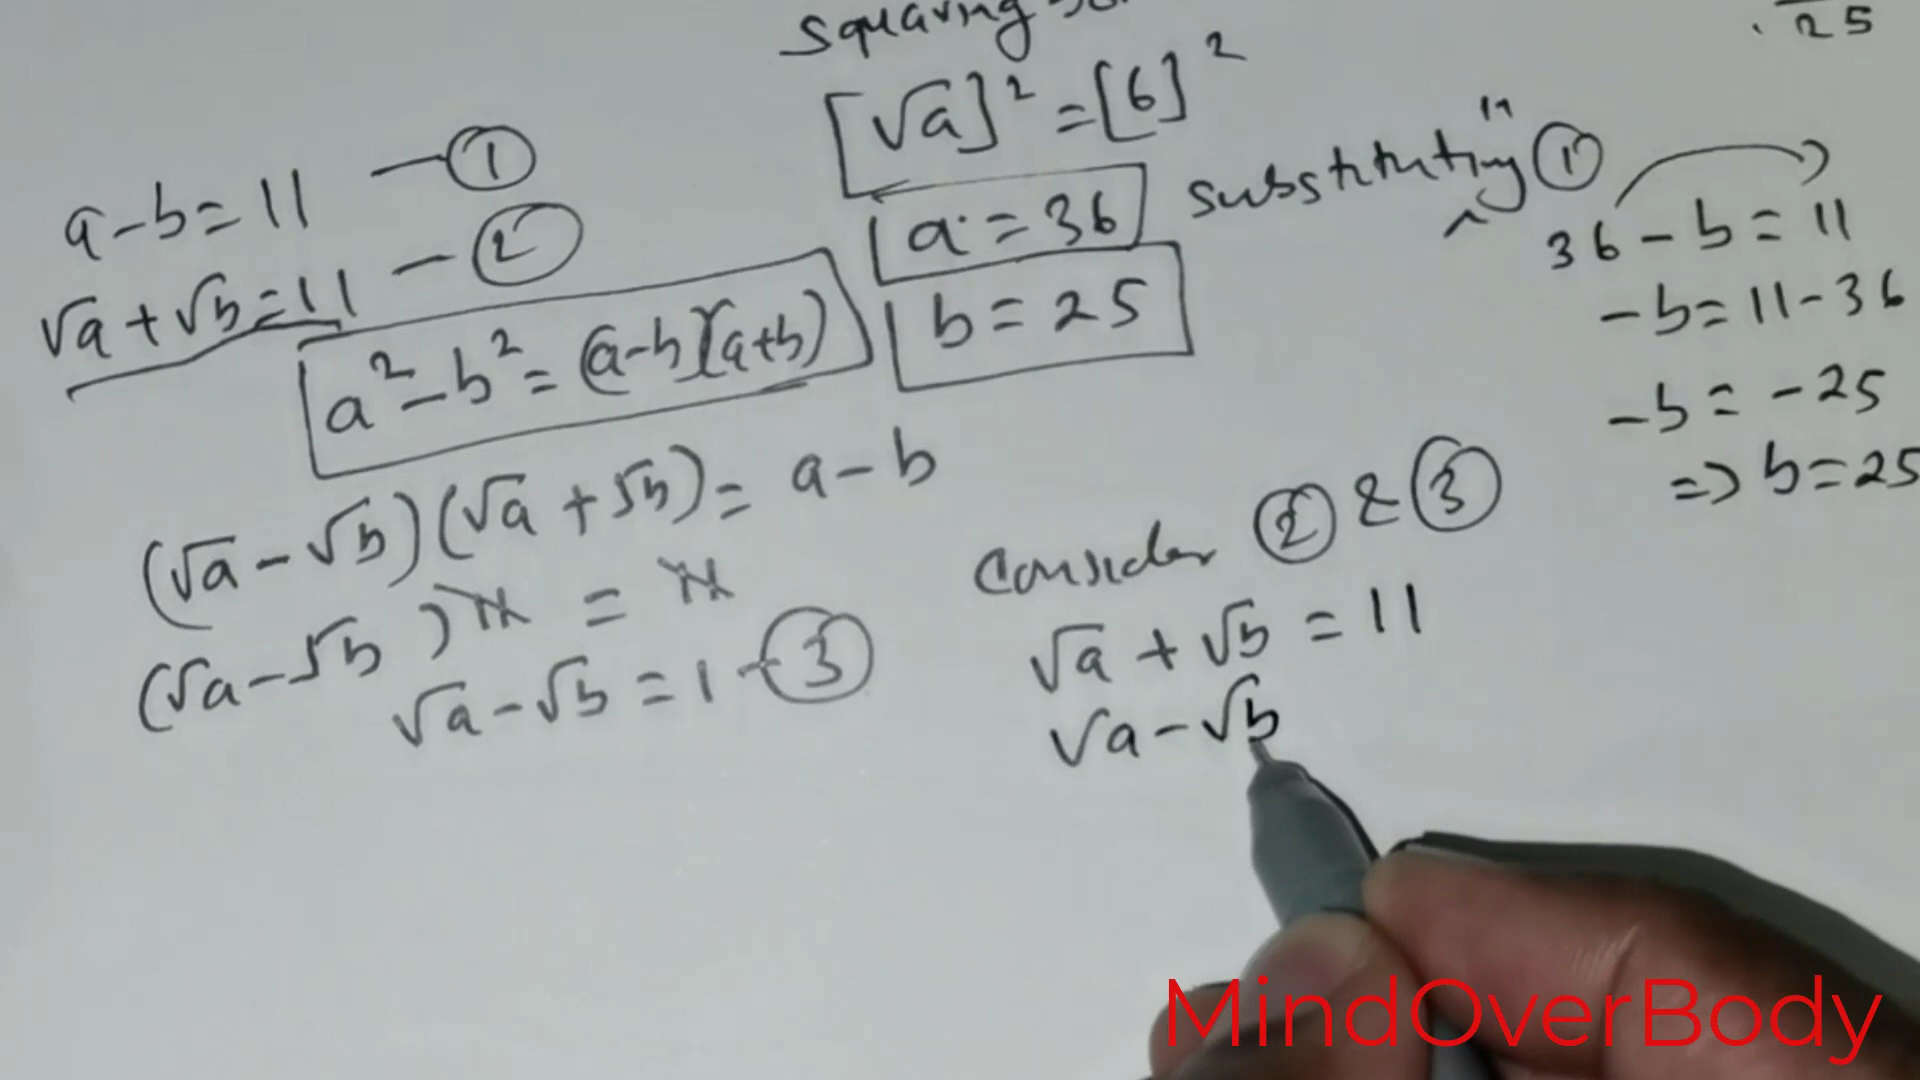 squaring
[√a]² = [6]²
25
a-b=11 — ①
√a+√b=11 — ②
a²-b²=(a-b)(a+b)
a=36
b=25
substituting in ①
36-b=11
-b=11-36
-b=-25
=> b=25
(√a-√b)(√a+√b)=a-b
(√a-√b)11=11
√a-√b=1-③
Consider ② & ③
√a+√b=11
√a-√b
MindOverBody